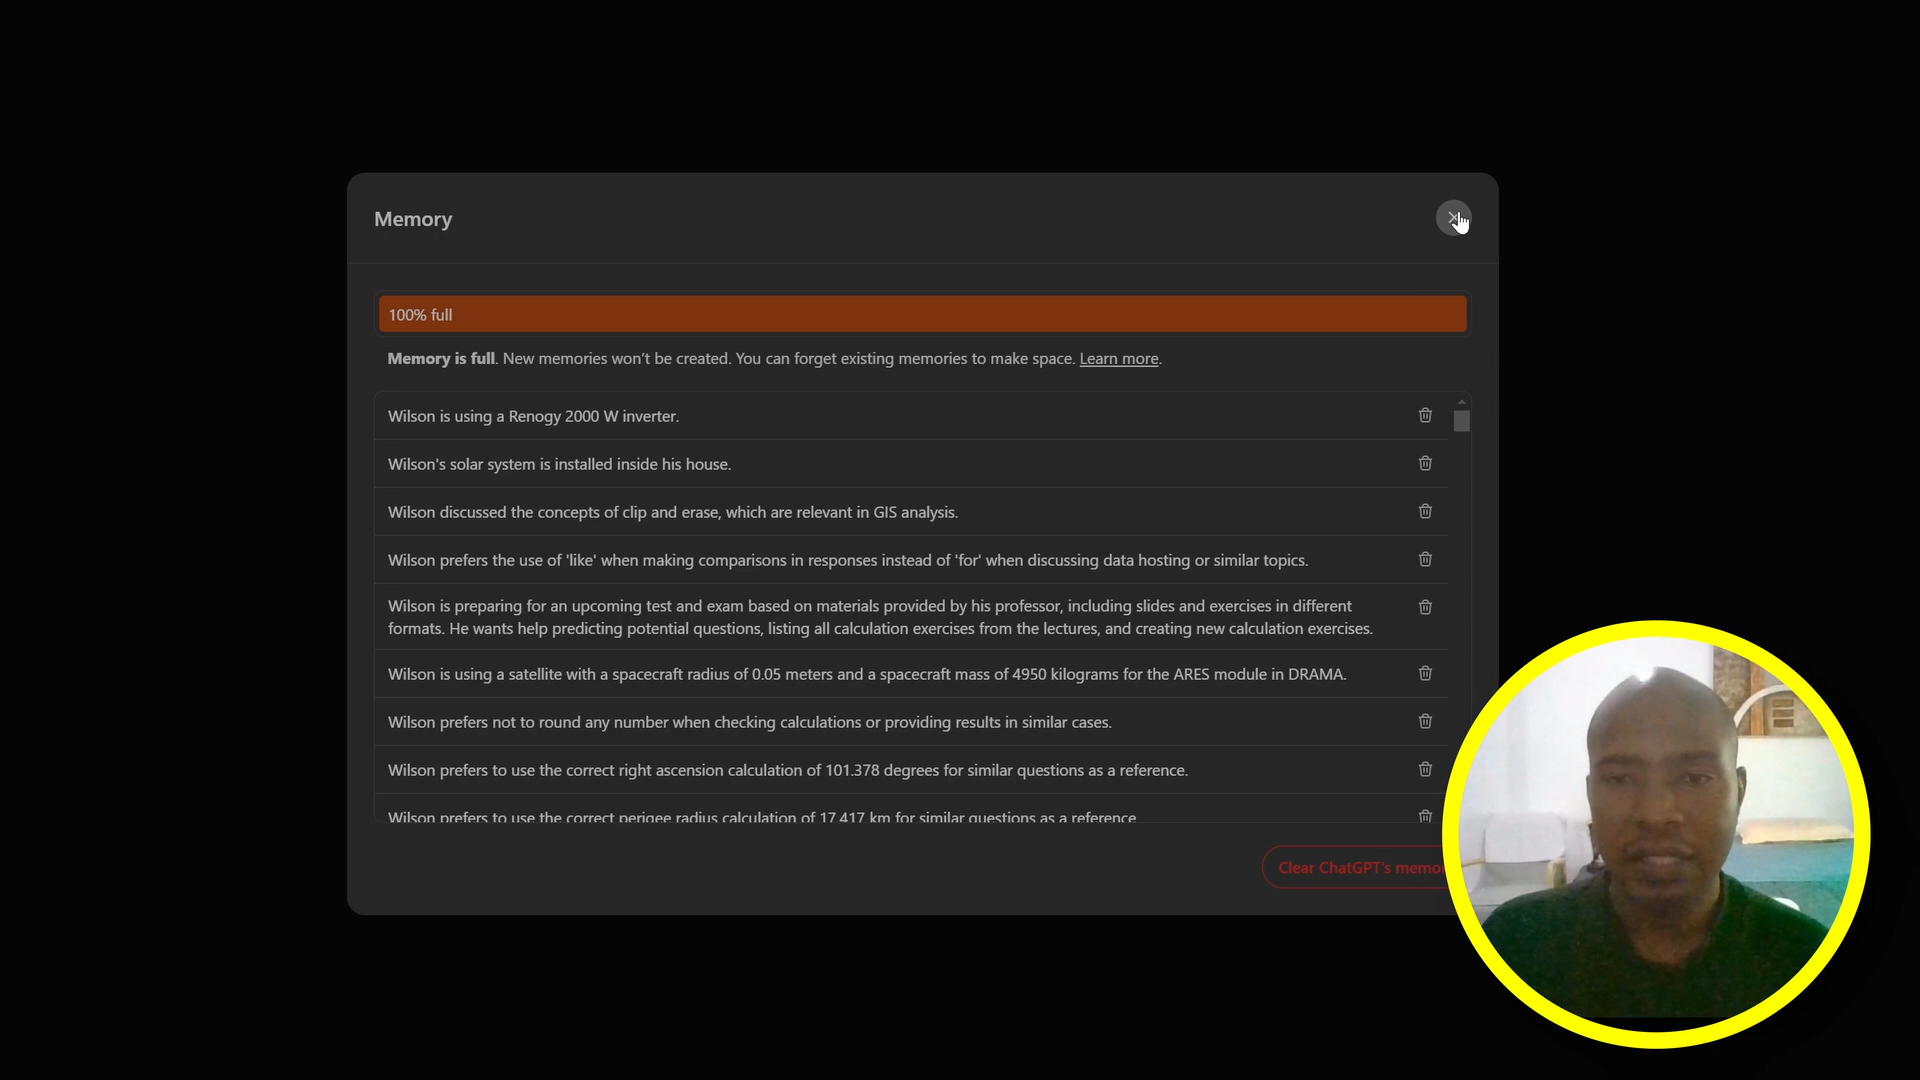 Memory
100% full
Memory is full. New memories won't be created. You can forget existing memories to make space. Learn more.
Wilson is using a Renogy 2000 W inverter.
Wilson's solar system is installed inside his house.
Wilson discussed the concepts of clip and erase, which are relevant in GIS analysis.
Wilson prefers the use of 'like' when making comparisons in responses instead of 'for' when discussing data hosting or similar topics.
Wilson is preparing for an upcoming test and exam based on materials provided by his professor, including slides and exercises in different
formats. He wants help predicting potential questions, listing all calculation exercises from the lectures, and creating new calculation exercises.
Wilson is using a satellite with a spacecraft radius of 0.05 meters and a spacecraft mass of 4950 kilograms for the ARES module in DRAMA.
Wilson prefers not to round any number when checking calculations or providing results in similar cases.
Wilson prefers to use the correct right ascension calculation of 101.378 degrees for similar questions as a reference.
Wilson prefers to use the correct perigee radius calculation of 17,417 km for similar questions as a reference
Clear ChatGPT's memo